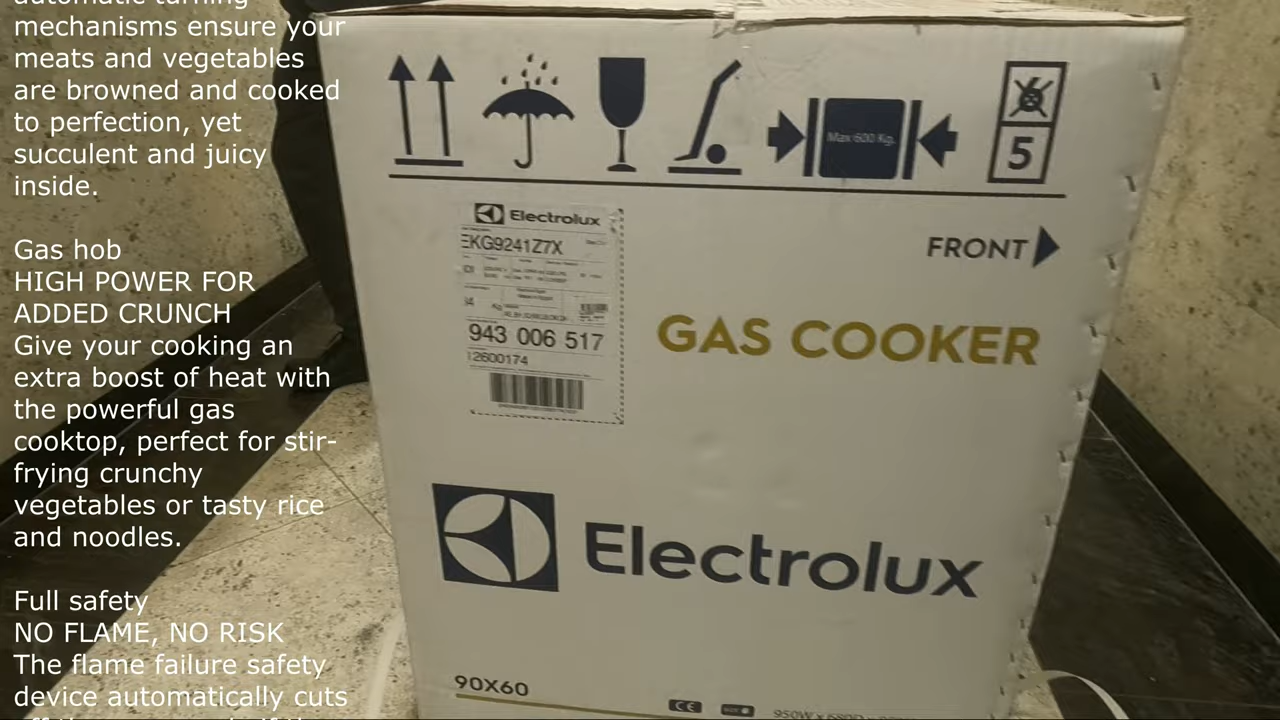 automatic turning
mechanisms ensure your
meats and vegetables
are browned and cooked
to perfection, yet
succulent and juicy
inside.
Gas hob
HIGH POWER FOR
ADDED CRUNCH
Give your cooking an
extra boost of heat with
the powerful gas
cooktop, perfect for stir-
frying crunchy
vegetables or tasty rice
and noodles.
Full safety
NO FLAME, NO RISK
The flame failure safety
device automatically cuts
Max 600 Kg.
5
Electrolux
EKG9241Z7X
943 006 517
12600174
FRONT
GAS COOKER
Electrolux
90X60
CE